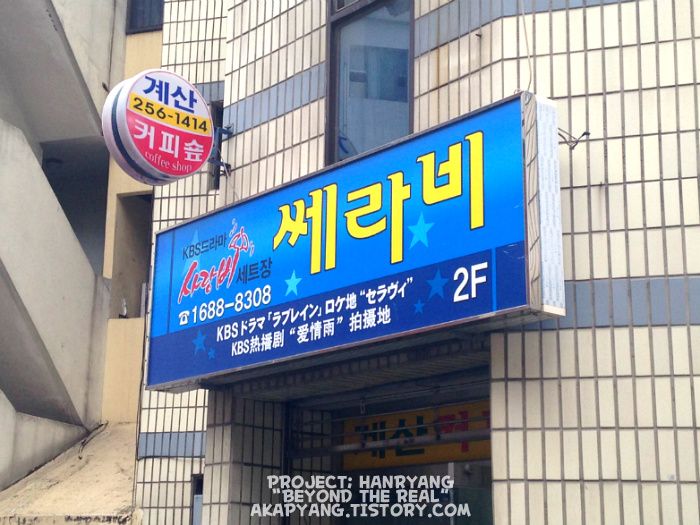 계산
256-1414
커피숖
coffee shop
KBS드라마
사랑비 세트장
☎1688-8308
쎄라비
KBSドラマ「ラブレイン」ロケ地“セラヴィ”
KBS热播剧“爱情雨”拍摄地
2F
계산 커
PROJECT; HANRYANG
"BEYOND THE REAL"
AKAPYANG.TISTORY.COM